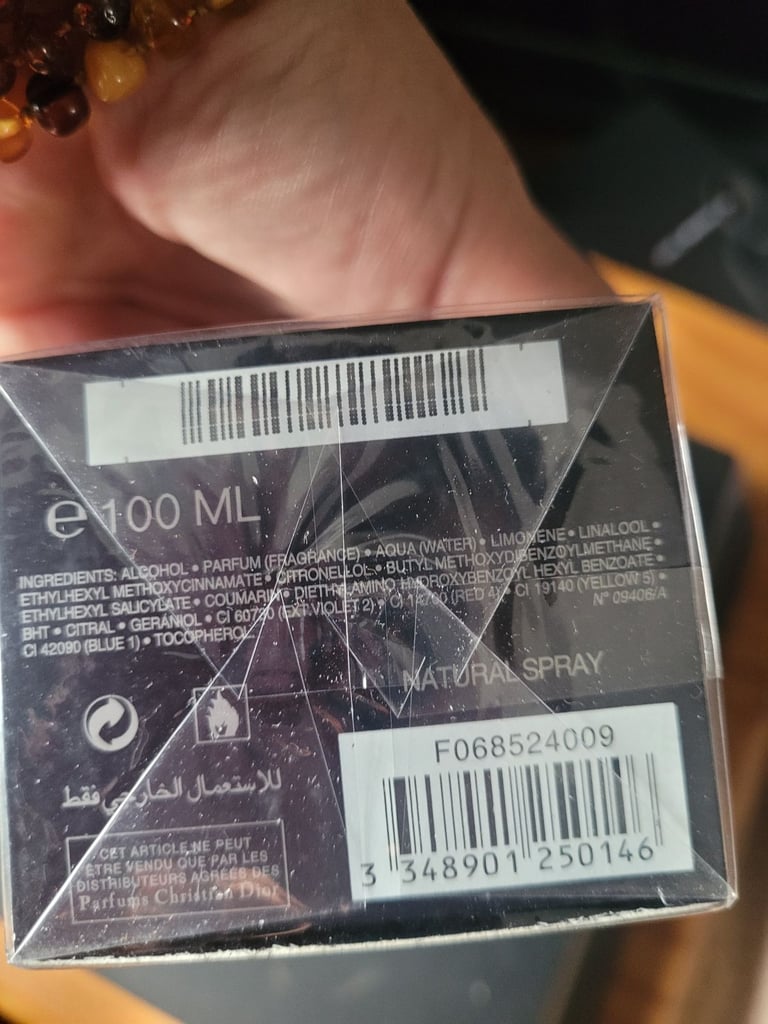 e 100 ML
INGREDIENTS: ALCOHOL • PARFUM (FRAGRANCE) • AQUA (WATER) • LIMONENE • LINALOOL •
ETHYLHEXYL METHOXYCINNAMATE • CITRONELLOL • BUTYL METHOXYDIBENZOYLMETHANE •
ETHYLHEXYL SALICYLATE • COUMARIN • DIETHYLAMINO HYDROXYBENZOYL HEXYL BENZOATE •
BHT • CITRAL • GERANIOL • CI 60730 (EXT. VIOLET 2) • CI 14700 (RED 4) • CI 19140 (YELLOW 5) •
CI 42090 (BLUE 1) • TOCOPHEROL
N° 09406/A
NATURAL SPRAY
للاستعمال الخارجي فقط
CET ARTICLE NE PEUT
ÊTRE VENDU QUE PAR LES
DISTRIBUTEURS AGRÉÉS DES
Parfums Christian Dior
F068524009
3 348901 250146